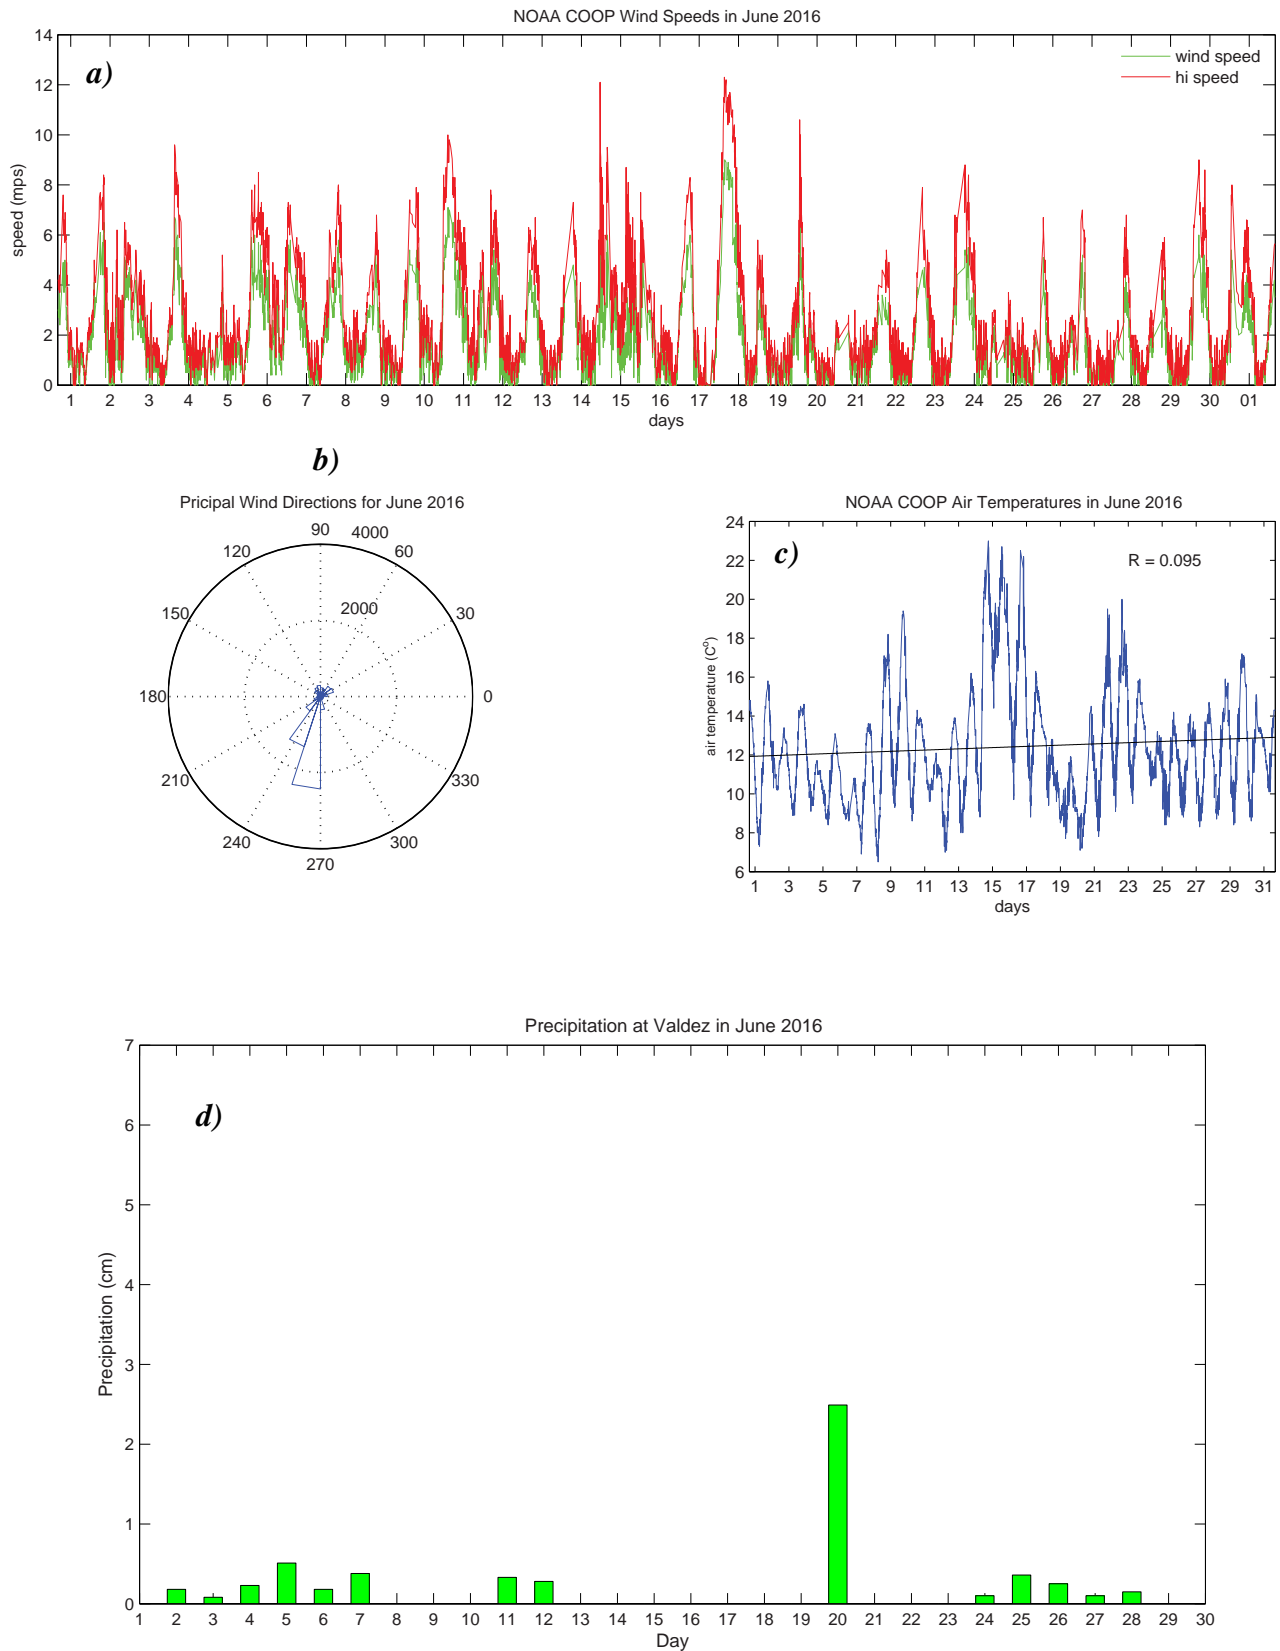 NOAA COOP Wind Speeds in June 2016
a)
wind speed
hi speed
14
12
10
8
6
4
2
0
speed (mps)
1 2 3 4 5 6 7 8 9 10 11 12 13 14 15 16 17 18 19 20 21 22 23 24 25 26 27 28 29 30 01
days
b)
Pricipal Wind Directions for June 2016
90 4000
120 60
150 2000 30
180 0
210 330
240 300
270
NOAA COOP Air Temperatures in June 2016
c)
R = 0.095
24
22
20
18
16
14
12
10
8
6
air temperature (C°)
1 3 5 7 9 11 13 15 17 19 21 23 25 27 29 31
days
Precipitation at Valdez in June 2016
d)
7
6
5
4
3
2
1
0
Precipitation (cm)
1 2 3 4 5 6 7 8 9 10 11 12 13 14 15 16 17 18 19 20 21 22 23 24 25 26 27 28 29 30
Day